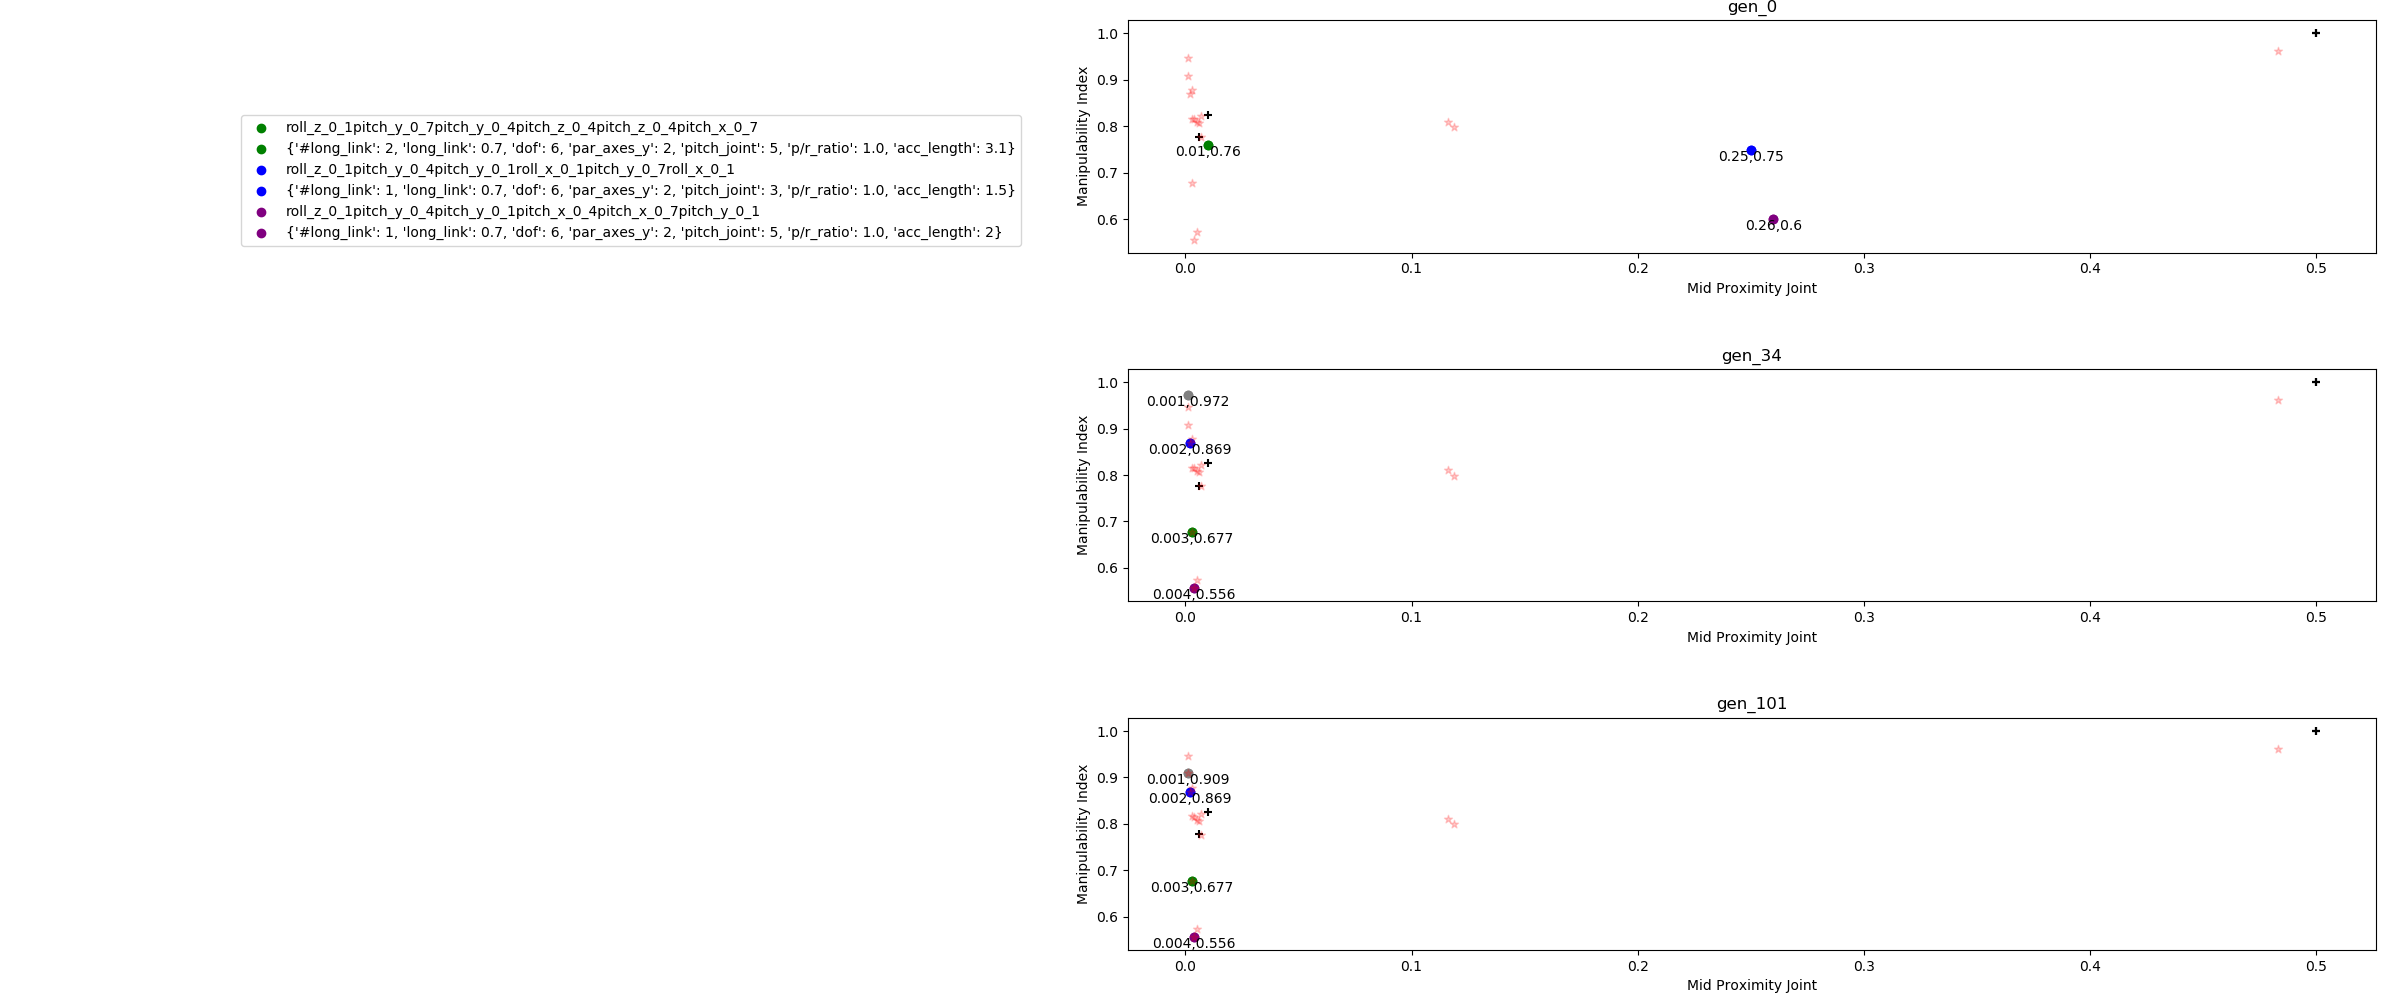 roll_z_0_1pitch_y_0_7pitch_y_0_4pitch_z_0_4pitch_z_0_4pitch_x_0_7
{'#long_link': 2, 'long_link': 0.7, 'dof': 6, 'par_axes_y': 2, 'pitch_joint': 5, 'p/r_ratio': 1.0, 'acc_length': 3.1}
roll_z_0_1pitch_y_0_4pitch_y_0_1roll_x_0_1pitch_y_0_7roll_x_0_1
{'#long_link': 1, 'long_link': 0.7, 'dof': 6, 'par_axes_y': 2, 'pitch_joint': 3, 'p/r_ratio': 1.0, 'acc_length': 1.5}
roll_z_0_1pitch_y_0_4pitch_y_0_1pitch_x_0_4pitch_x_0_7pitch_y_0_1
{'#long_link': 1, 'long_link': 0.7, 'dof': 6, 'par_axes_y': 2, 'pitch_joint': 5, 'p/r_ratio': 1.0, 'acc_length': 2}
gen_0
Manipulability Index
1.0
0.9
0.8
0.7
0.6
0.01,0.76
0.25,0.75
0.26,0.6
0.0 0.1 0.2 0.3 0.4 0.5
Mid Proximity Joint
gen_34
Manipulability Index
1.0
0.9
0.8
0.7
0.6
0.001,0.972
0.002,0.869
0.003,0.677
0.004,0.556
0.0 0.1 0.2 0.3 0.4 0.5
Mid Proximity Joint
gen_101
Manipulability Index
1.0
0.9
0.8
0.7
0.6
0.001,0.909
0.002,0.869
0.003,0.677
0.004,0.556
0.0 0.1 0.2 0.3 0.4 0.5
Mid Proximity Joint